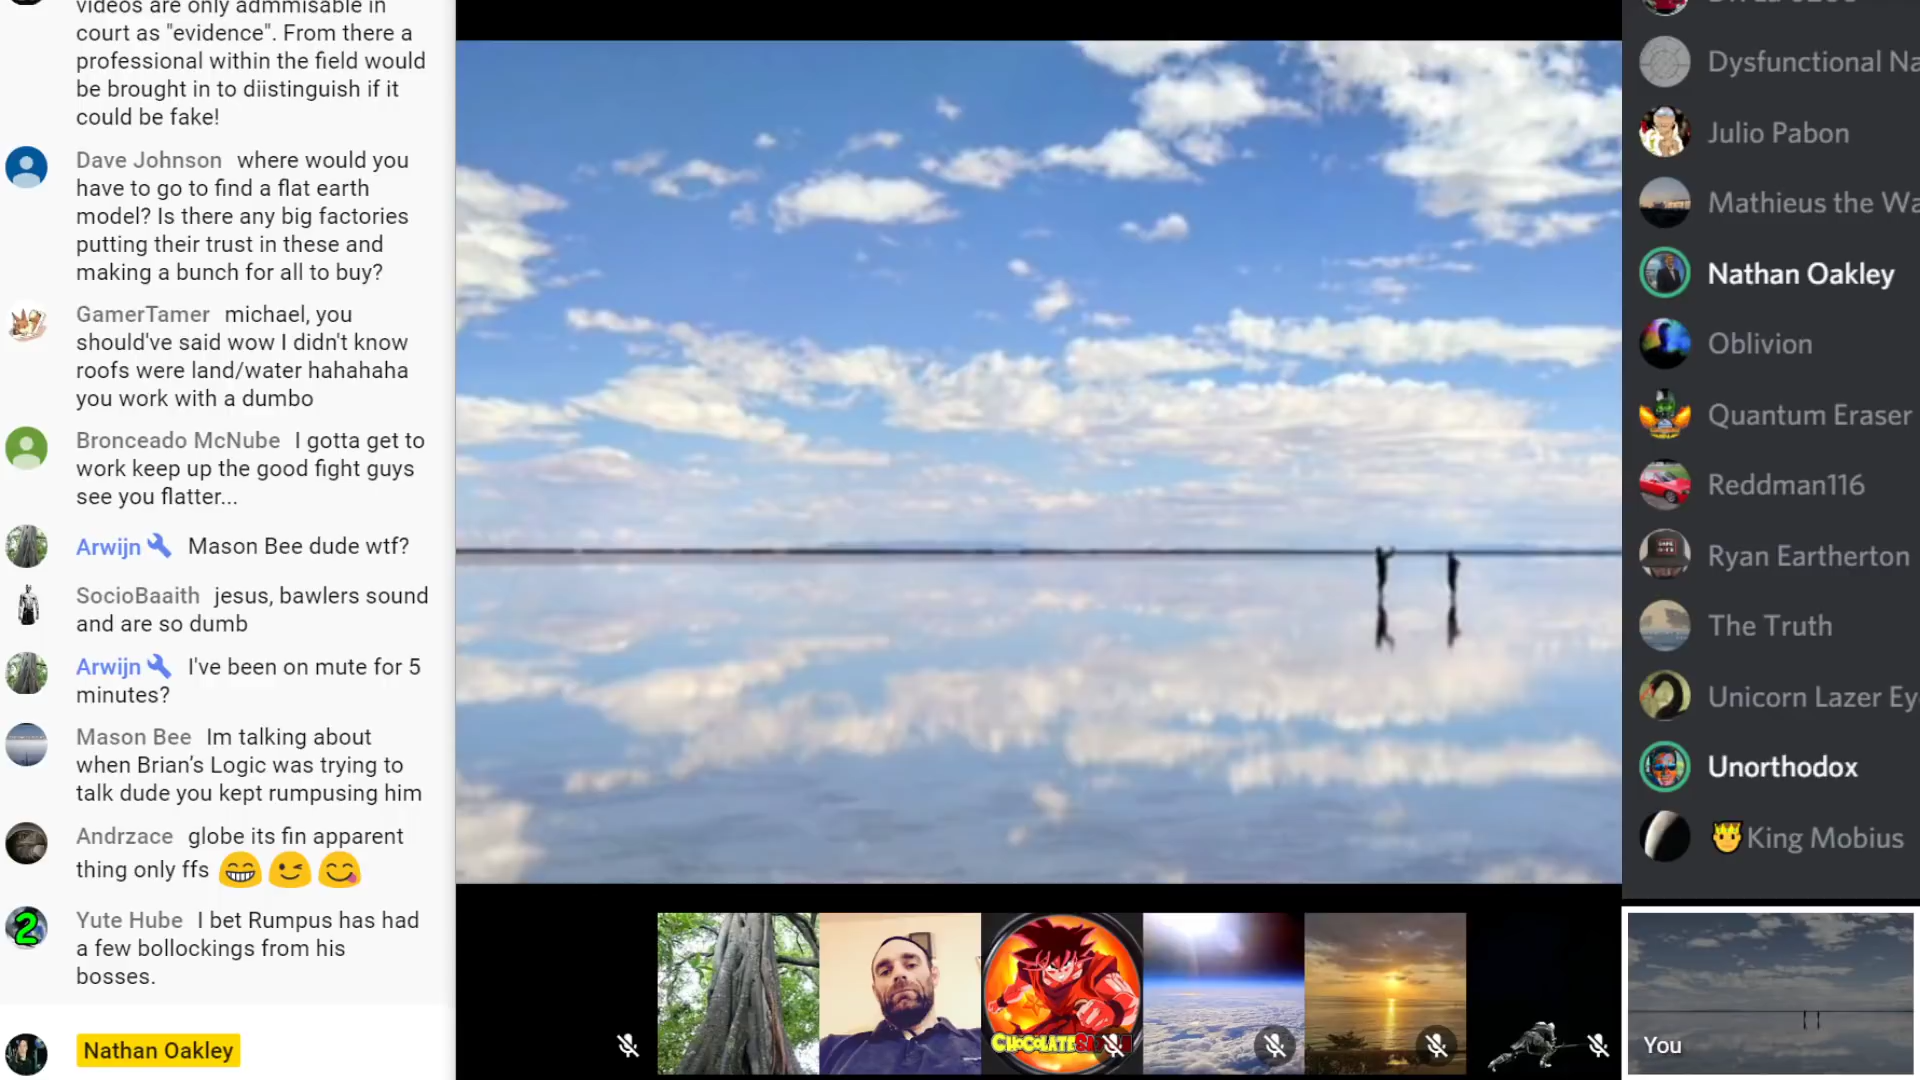 videos are only admmisable in
court as "evidence". From there a
professional within the field would
be brought in to diistinguish if it
could be fake!
Dave Johnson where would you
have to go to find a flat earth
model? Is there any big factories
putting their trust in these and
making a bunch for all to buy?
GamerTamer michael, you
should've said wow I didn't know
roofs were land/water hahahaha
you work with a dumbo
Bronceado McNube I gotta get to
work keep up the good fight guys
see you flatter...
Arwijn Mason Bee dude wtf?
SocioBaaith jesus, bawlers sound
and are so dumb
Arwijn I've been on mute for 5
minutes?
Mason Bee Im talking about
when Brian's Logic was trying to
talk dude you kept rumpusing him
Andrzace globe its fin apparent
thing only ffs 😁😉😋
Yute Hube I bet Rumpus has had
a few bollockings from his
bosses.
Nathan Oakley
Dysfunctional Na
Julio Pabon
Mathieus the Wa
Nathan Oakley
Oblivion
Quantum Eraser
Reddman116
Ryan Eartherton
The Truth
Unicorn Lazer Ey
Unorthodox
🤴King Mobius
You